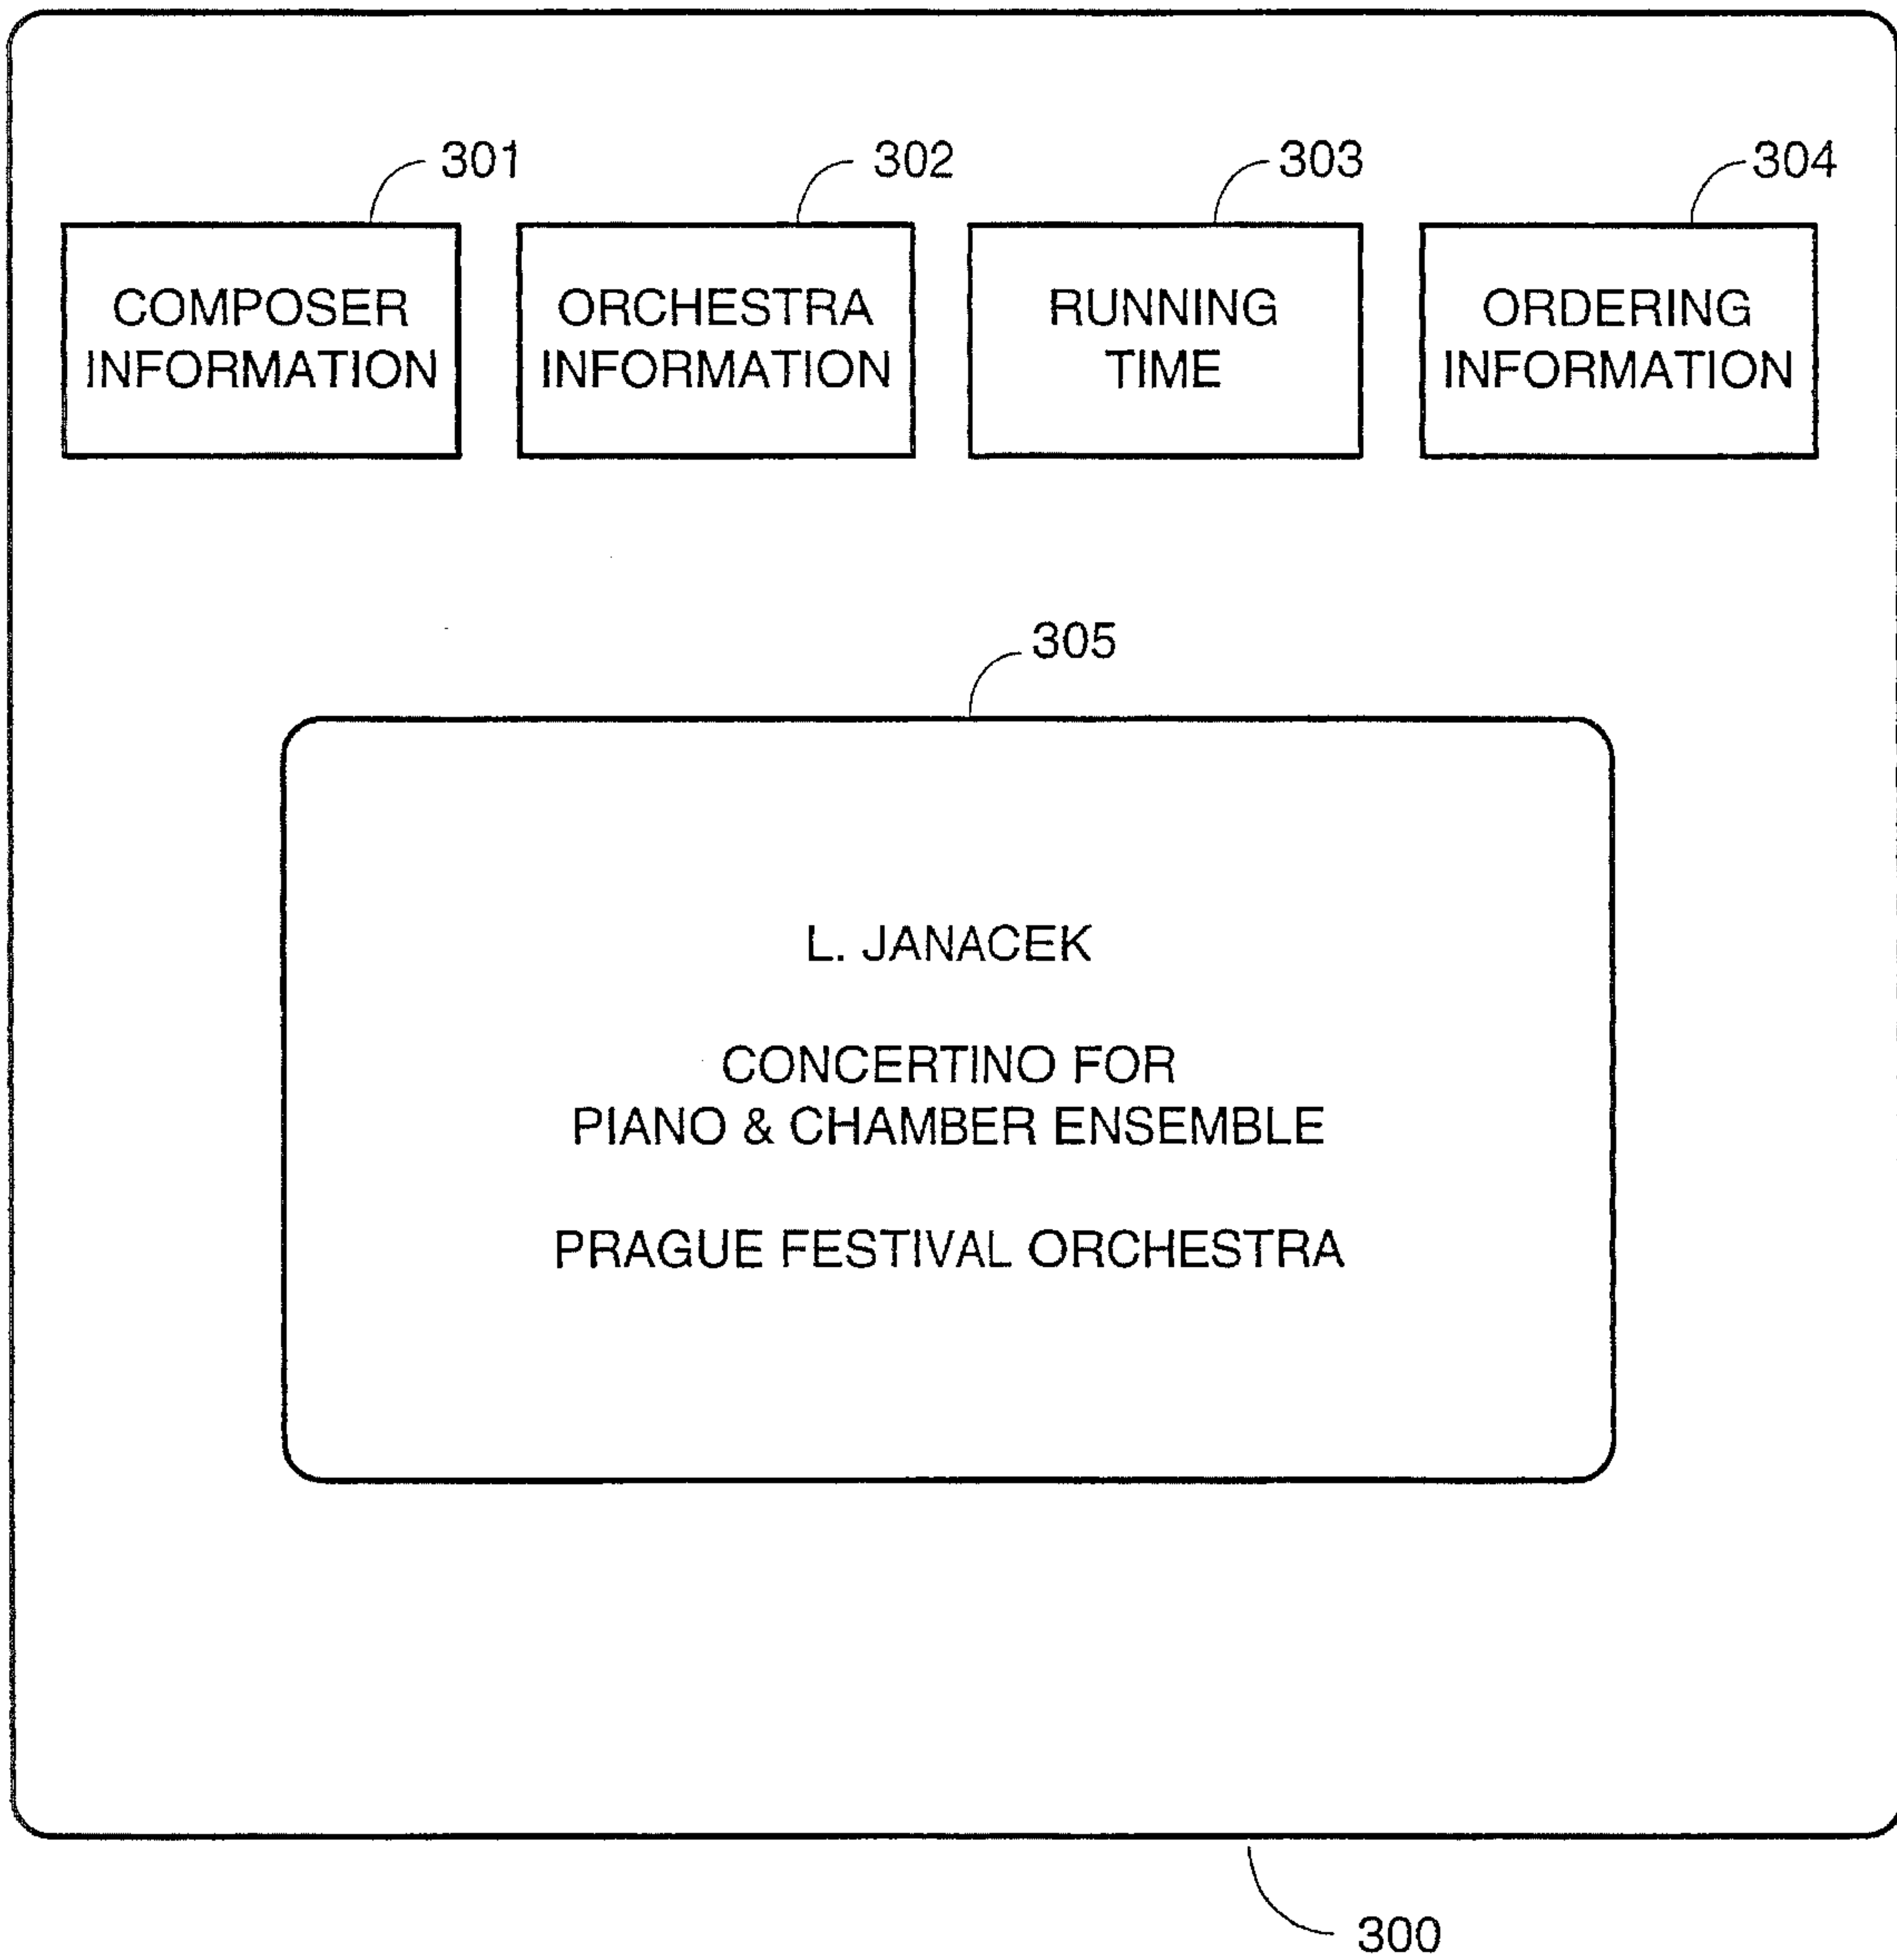 301
302
303
304
COMPOSER
INFORMATION
ORCHESTRA
INFORMATION
RUNNING
TIME
ORDERING
INFORMATION
305
L. JANACEK
CONCERTINO FOR
PIANO & CHAMBER ENSEMBLE
PRAGUE FESTIVAL ORCHESTRA
300